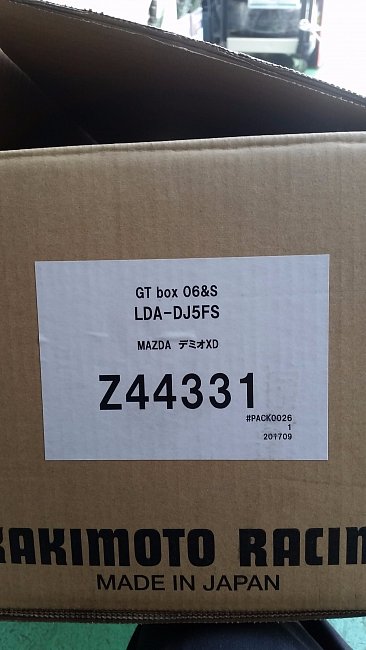 GT box 06&S
LDA-DJ5FS
MAZDA デミオXD
Z44331
#PACK0026
1
201709
KAKIMOTO RACIN
MADE IN JAPAN